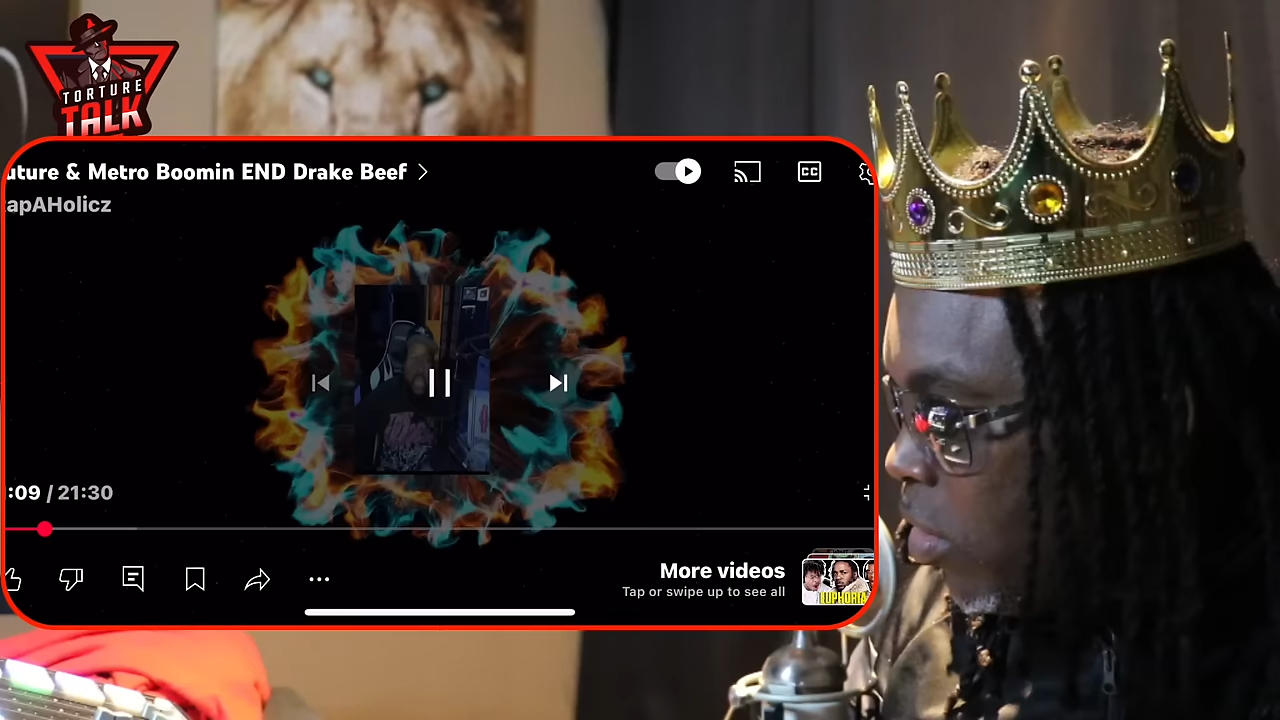 TORTURE
TALK
uture & Metro Boomin END Drake Beef
CC
apAHolicz
:09 / 21:30
More videos
Tap or swipe up to see all
EUPHORIA